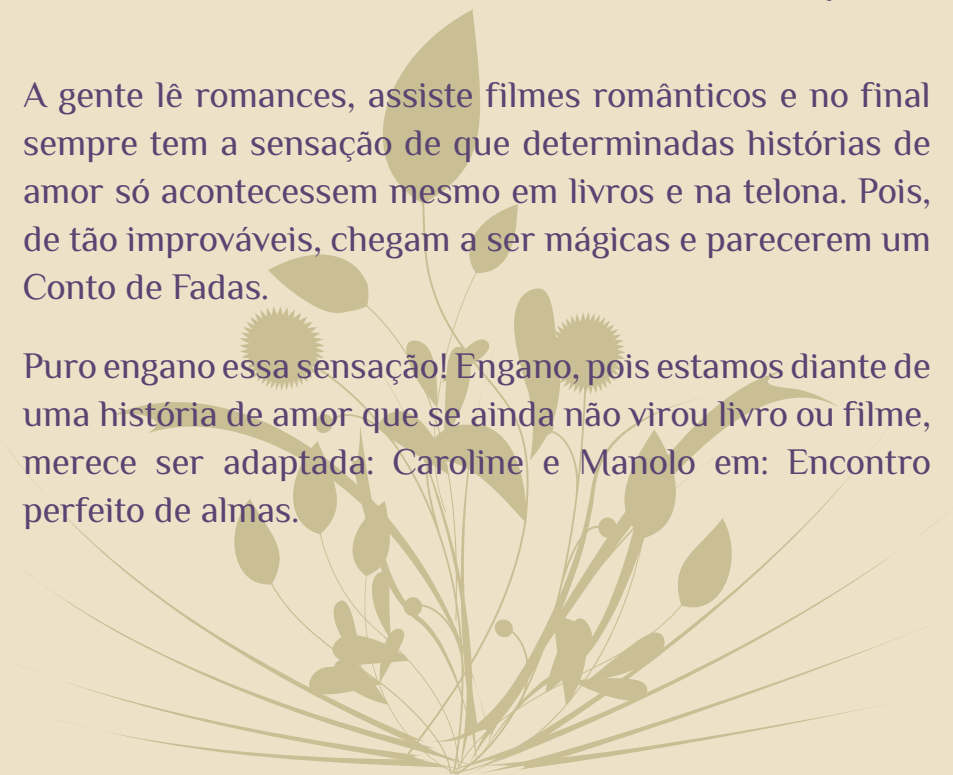 A gente lê romances, assiste filmes românticos e no final
sempre tem a sensação de que determinadas histórias de
amor só acontecessem mesmo em livros e na telona. Pois,
de tão improváveis, chegam a ser mágicas e parecerem um
Conto de Fadas.
Puro engano essa sensação! Engano, pois estamos diante de
uma história de amor que se ainda não virou livro ou filme,
merece ser adaptada: Caroline e Manolo em: Encontro
perfeito de almas.